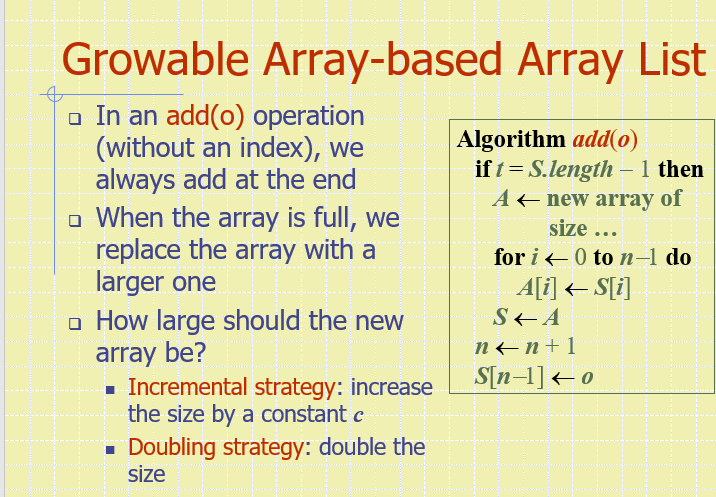 Growable Array-based Array List
❑ In an add(o) operation
(without an index), we
always add at the end
❑ When the array is full, we
replace the array with a
larger one
❑ How large should the new
array be?
■ Incremental strategy: increase
the size by a constant c
■ Doubling strategy: double the
size
Algorithm add(o)
if t = S.length − 1 then
A ← new array of
size …
for i ← 0 to n−1 do
A[i] ← S[i]
S ← A
n ← n + 1
S[n−1] ← o